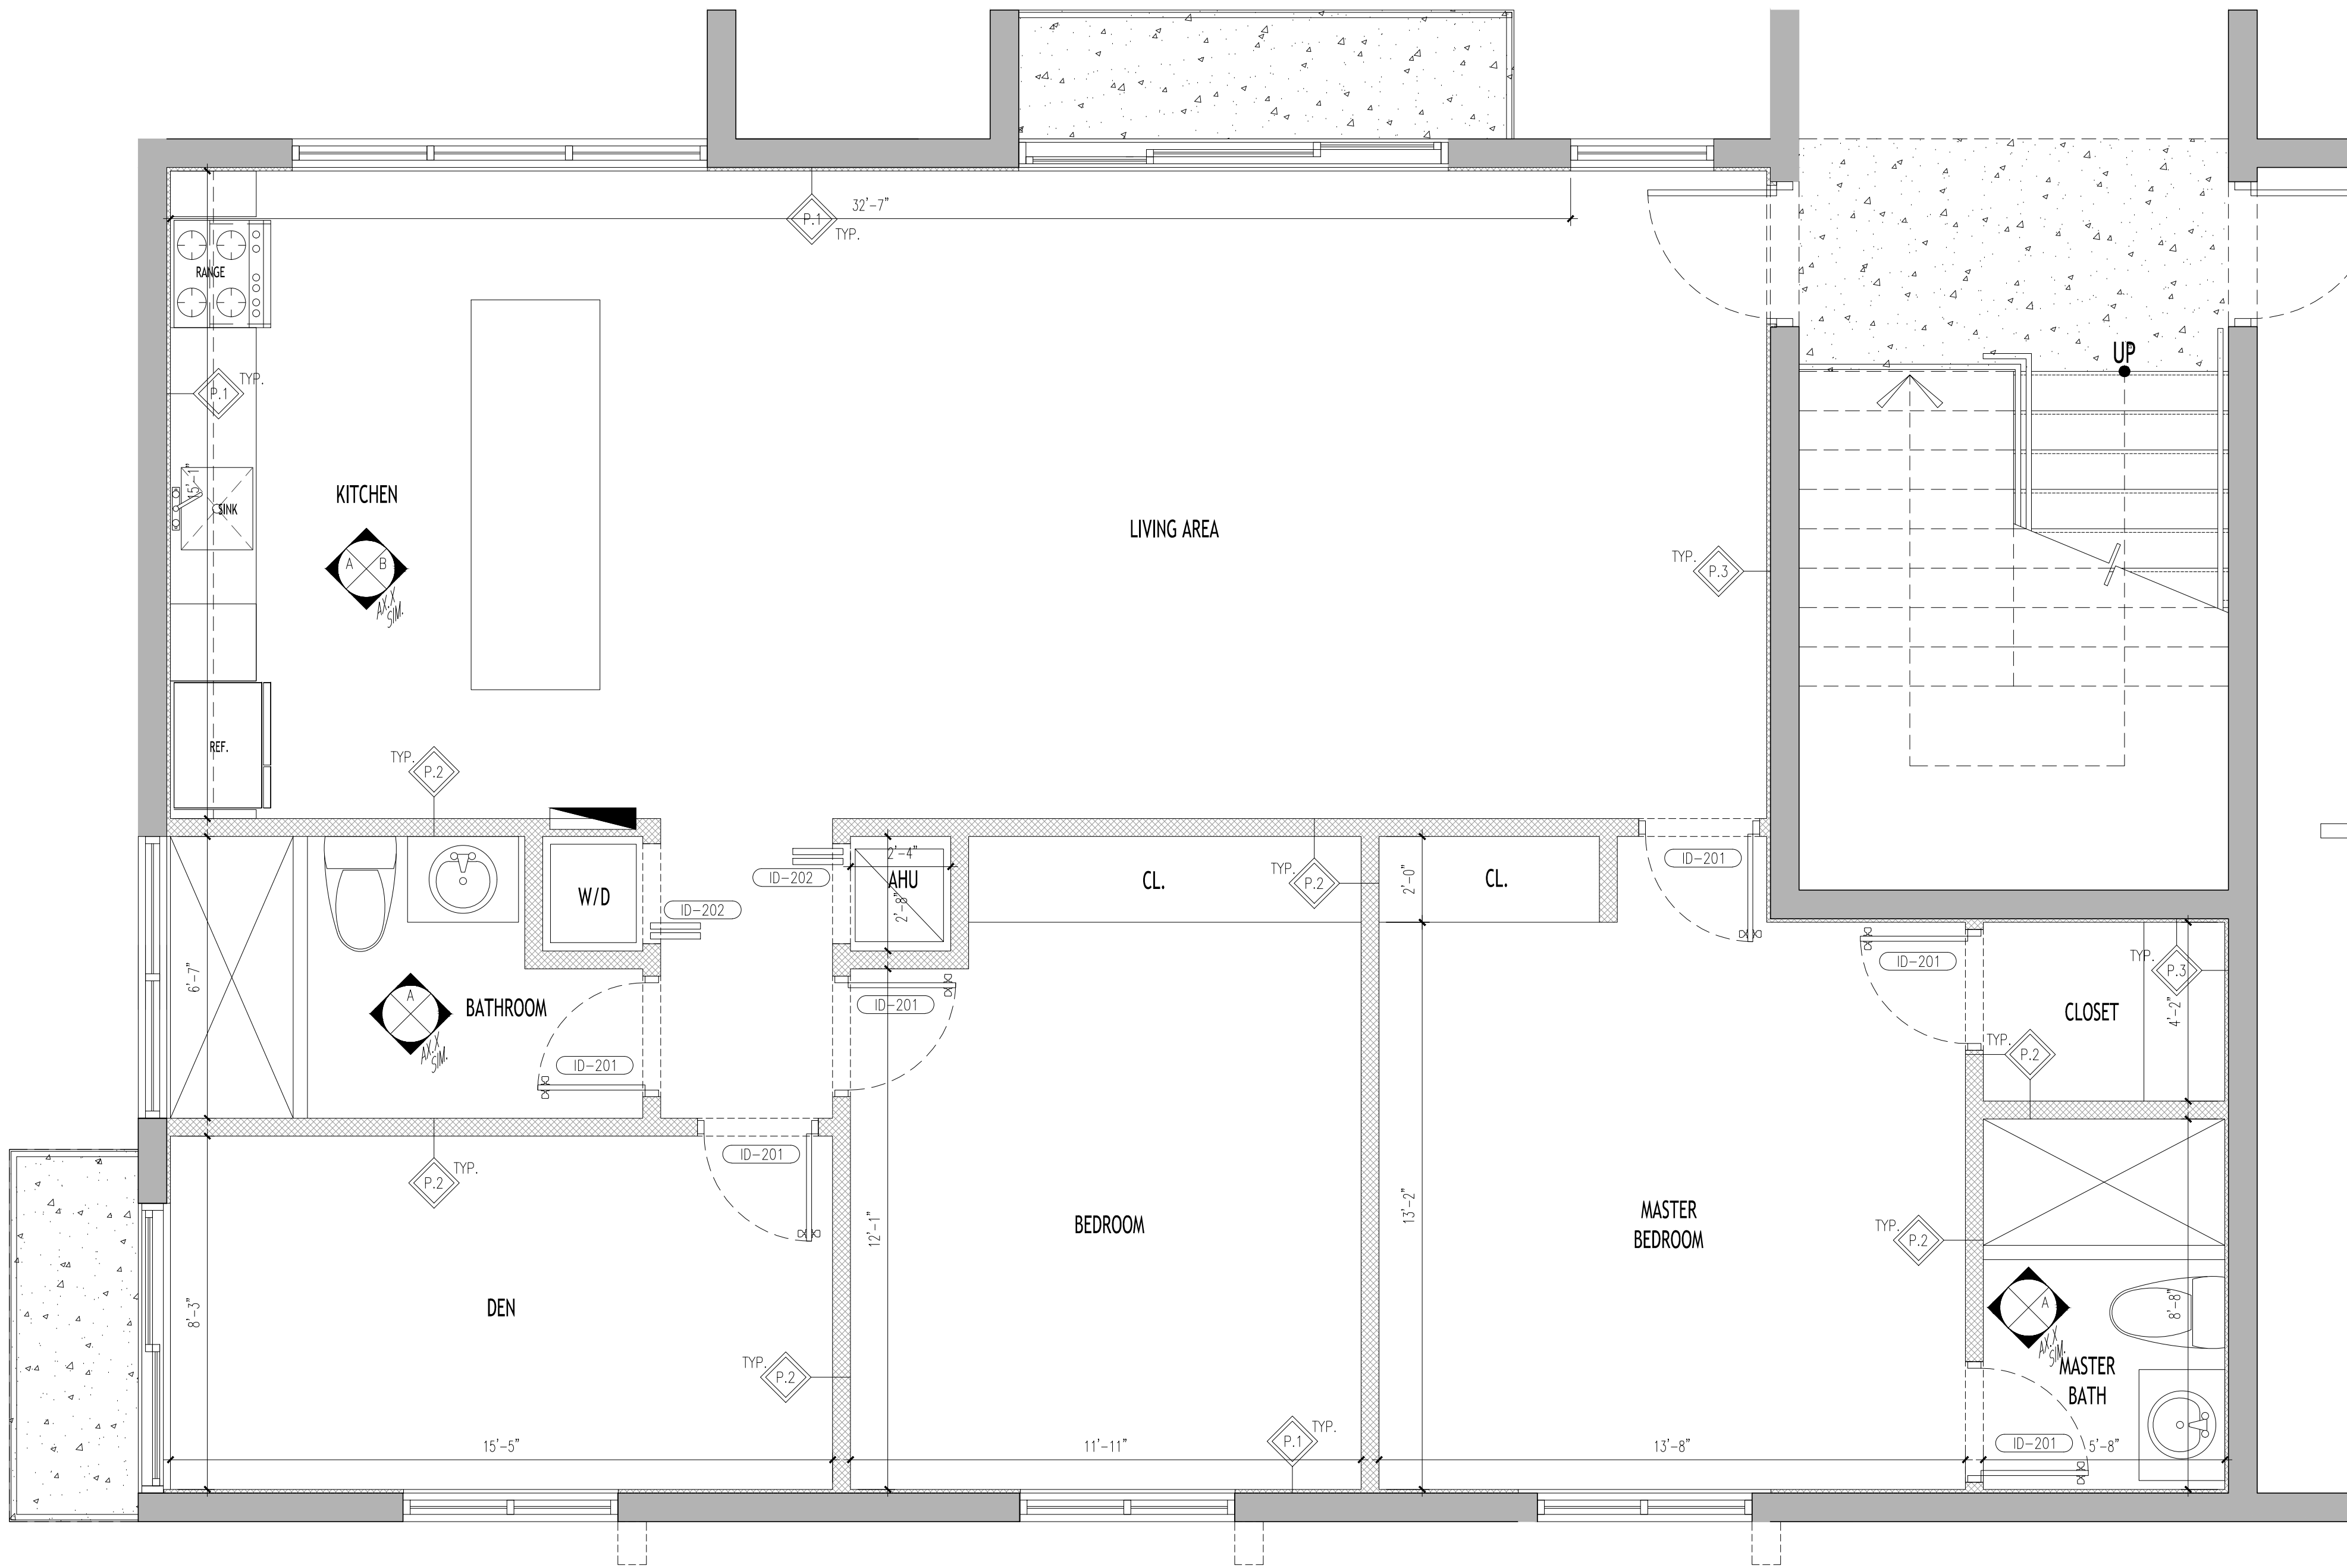 32'-7"
P.1
TYP.
RANGE
UP
TYP.
P.1
15'-1"
SINK
KITCHEN
A
B
AX.X
SIM.
LIVING AREA
TYP.
P.3
REF.
TYP.
P.2
W/D
ID-202
ID-202
2'-4"
AHU
2'-8"
CL.
TYP.
P.2
2'-0"
CL.
ID-201
6'-7"
A
AX.X
SIM.
BATHROOM
ID-201
ID-201
ID-201
TYP.
P.3
CLOSET
4'-2"
TYP.
P.2
ID-201
P.2
TYP.
8'-3"
DEN
12'-1"
BEDROOM
13'-2"
MASTER
BEDROOM
TYP.
P.2
A
AX.X
SIM.
8'-8"
MASTER
BATH
TYP.
P.2
P.1
TYP.
15'-5"
11'-11"
13'-8"
ID-201
5'-8"